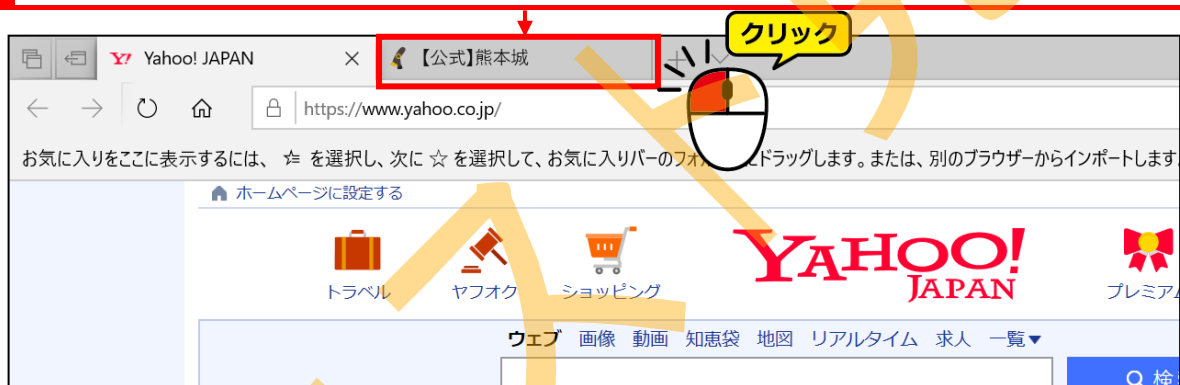 クリック
Yahoo! JAPAN
【公式】熊本城
https://www.yahoo.co.jp/
お気に入りをここに表示するには、 を選択し、次に ☆ を選択して、お気に入りバーのフォ にドラッグします。または、別のブラウザーからインポートします。
ホームページに設定する
YAHOO!
JAPAN
トラベル ヤフオク ショッピング プレミア
ウェブ 画像 動画 知恵袋 地図 リアルタイム 求人 一覧▼
検